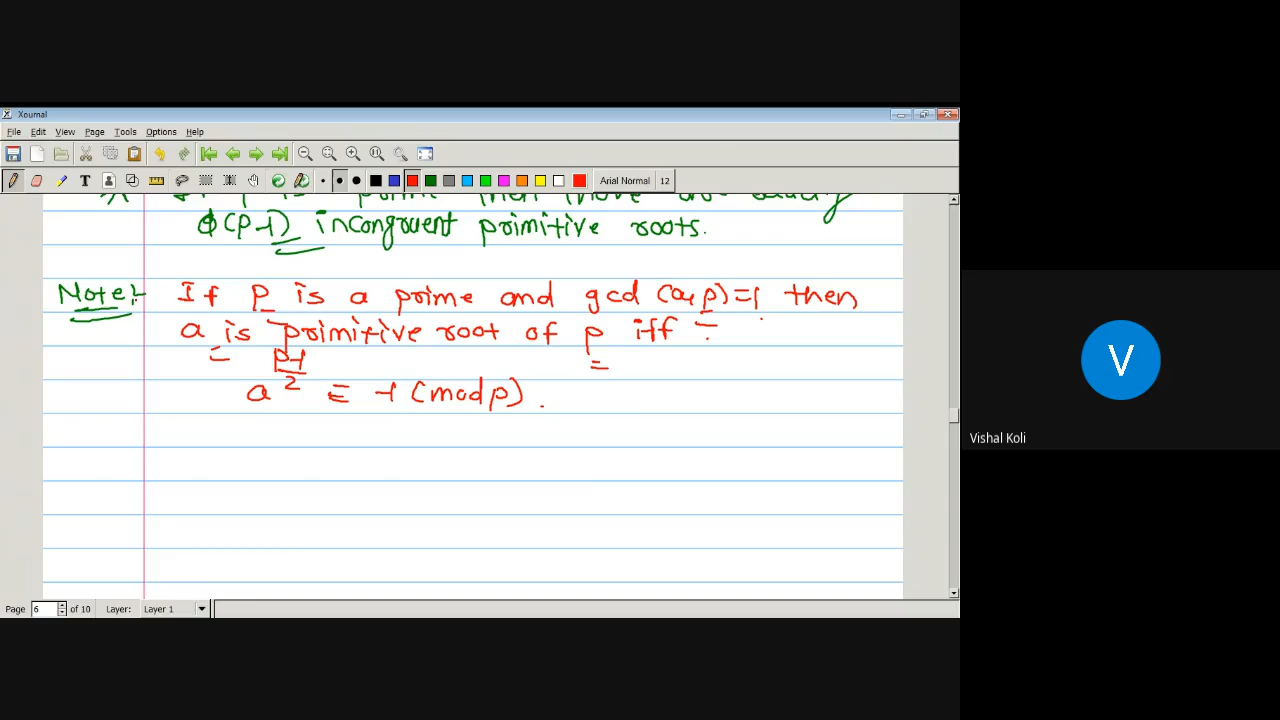 Xournal
File Edit View Page Tools Options Help
Arial Normal 12
φ(p-1) incongruent primitive roots.
Note:- If p is a prime and gcd (a, p) = 1 then
a is primitive root of p iff
a^(p-1)/2 ≡ -1 (mod p).
V
Vishal Koli
Page 6 of 10 Layer: Layer 1